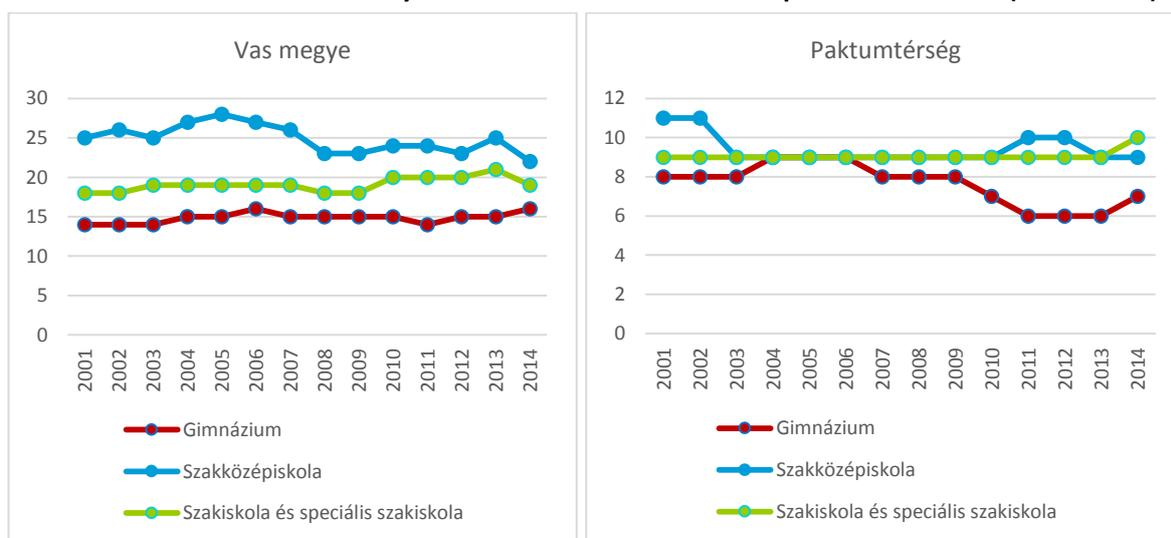 Vas megye
30
25
20
15
10
5
0
2001 2002 2003 2004 2005 2006 2007 2008 2009 2010 2011 2012 2013 2014
Gimnázium
Szakközépiskola
Szakiskola és speciális szakiskola
Paktumtérség
12
10
8
6
4
2
0
2001 2002 2003 2004 2005 2006 2007 2008 2009 2010 2011 2012 2013 2014
Gimnázium
Szakközépiskola
Szakiskola és speciális szakiskola